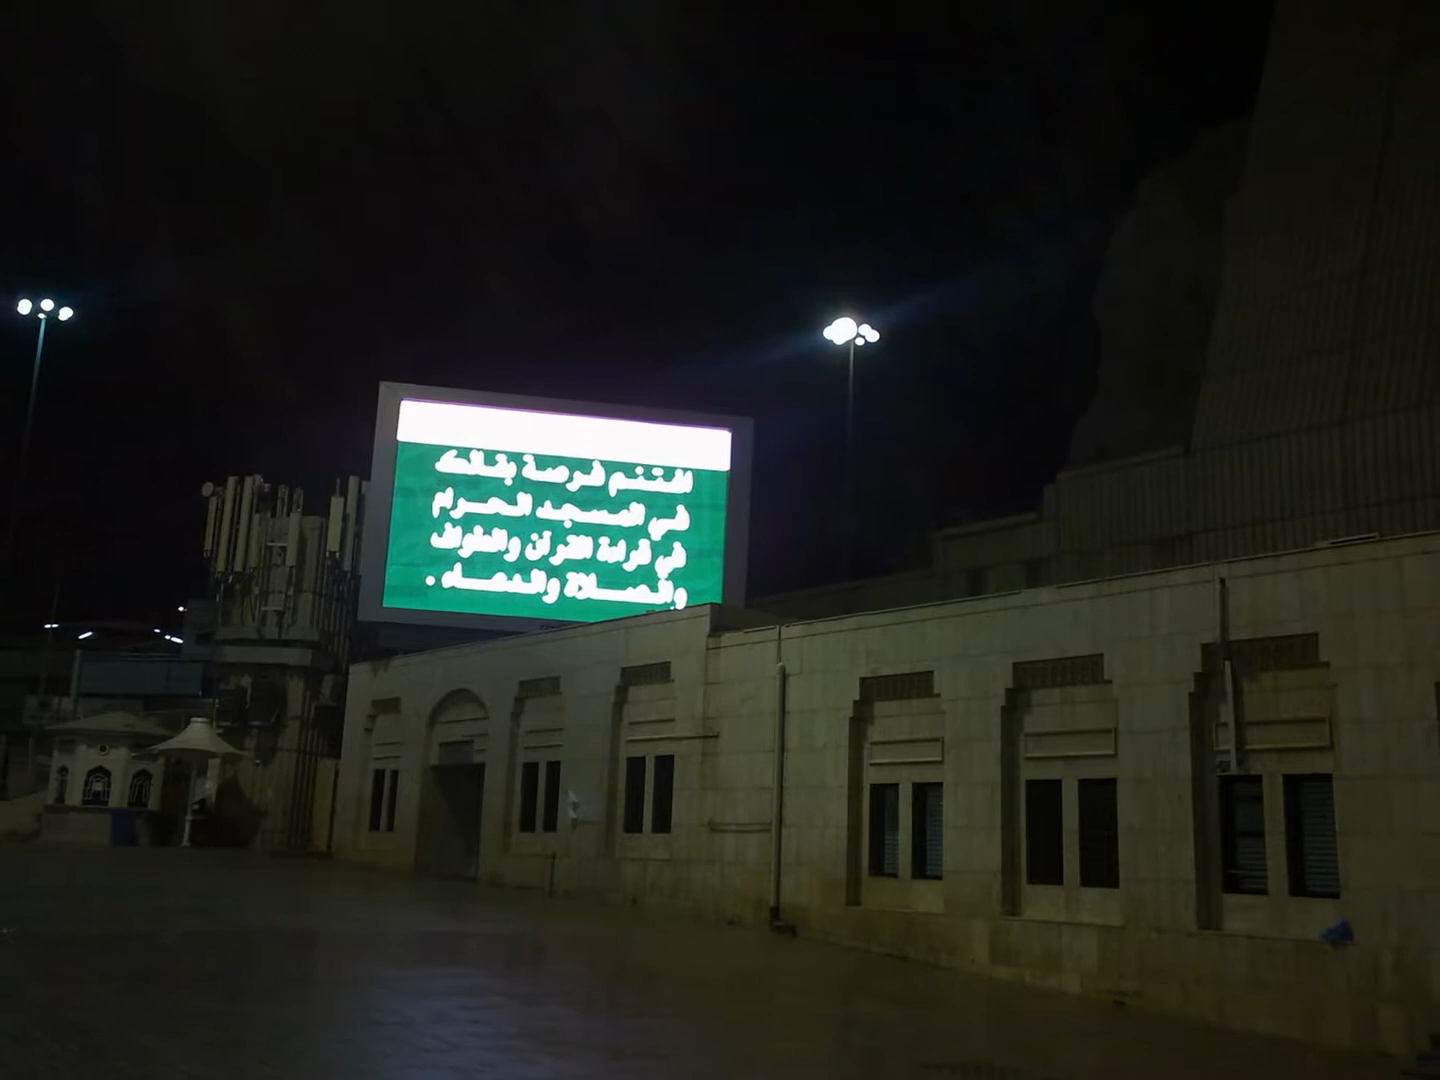 اغتنم فرصة بقائك
في المسجد الحرام
في قراءة القرآن والطواف
والصلاة والدعاء .